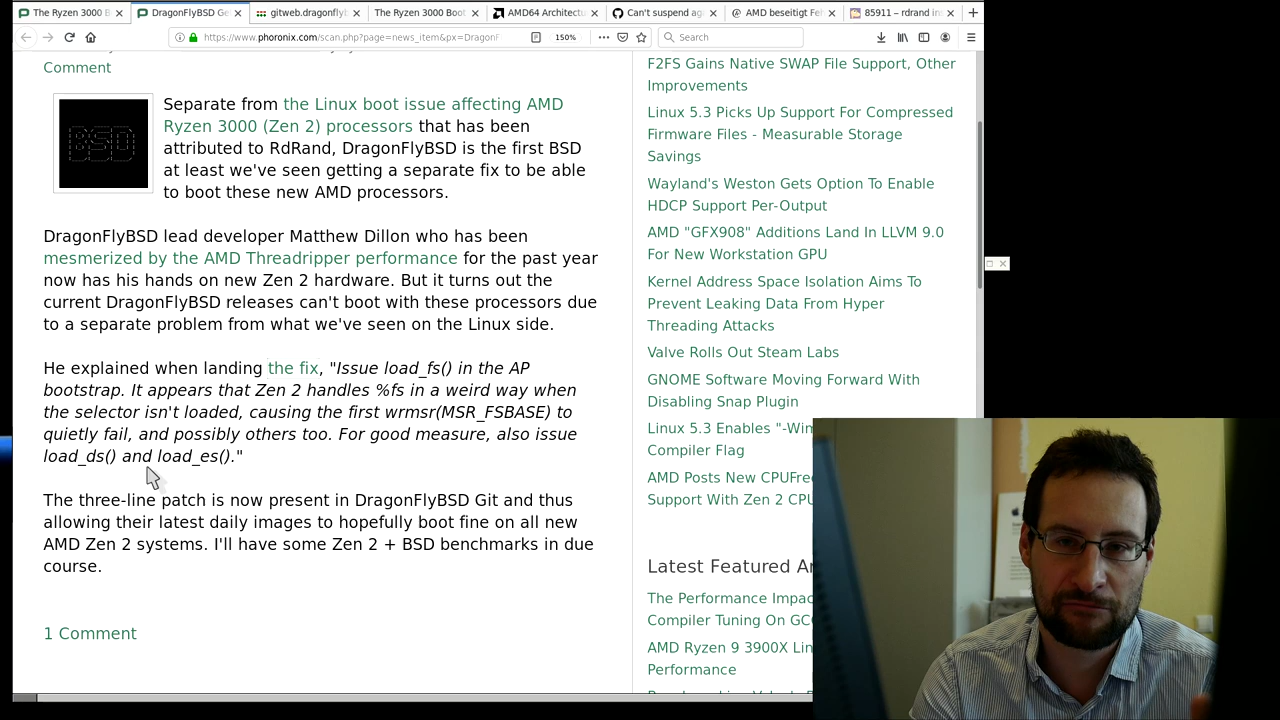 The Ryzen 3000 B
DragonFlyBSD Ge
gitweb.dragonflyb
The Ryzen 3000 Boot
AMD64 Architectu
Can't suspend ag
AMD beseitigt Feh
85911 – rdrand in
https://www.phoronix.com/scan.php?page=news_item&px=DragonF
150%
Search
Comment
BSD
Separate from the Linux boot issue affecting AMD
Ryzen 3000 (Zen 2) processors that has been
attributed to RdRand, DragonFlyBSD is the first BSD
at least we've seen getting a separate fix to be able
to boot these new AMD processors.
DragonFlyBSD lead developer Matthew Dillon who has been
mesmerized by the AMD Threadripper performance for the past year
now has his hands on new Zen 2 hardware. But it turns out the
current DragonFlyBSD releases can't boot with these processors due
to a separate problem from what we've seen on the Linux side.
He explained when landing the fix, "Issue load_fs() in the AP
bootstrap. It appears that Zen 2 handles %fs in a weird way when
the selector isn't loaded, causing the first wrmsr(MSR_FSBASE) to
quietly fail, and possibly others too. For good measure, also issue
load_ds() and load_es()."
The three-line patch is now present in DragonFlyBSD Git and thus
allowing their latest daily images to hopefully boot fine on all new
AMD Zen 2 systems. I'll have some Zen 2 + BSD benchmarks in due
course.
1 Comment
F2FS Gains Native SWAP File Support, Other
Improvements
Linux 5.3 Picks Up Support For Compressed
Firmware Files - Measurable Storage
Savings
Wayland's Weston Gets Option To Enable
HDCP Support Per-Output
AMD "GFX908" Additions Land In LLVM 9.0
For New Workstation GPU
Kernel Address Space Isolation Aims To
Prevent Leaking Data From Hyper
Threading Attacks
Valve Rolls Out Steam Labs
GNOME Software Moving Forward With
Disabling Snap Plugin
Linux 5.3 Enables "-Wim
Compiler Flag
AMD Posts New CPUFre
Support With Zen 2 CPU
Latest Featured Ar
The Performance Impac
Compiler Tuning On GC
AMD Ryzen 9 3900X Lin
Performance